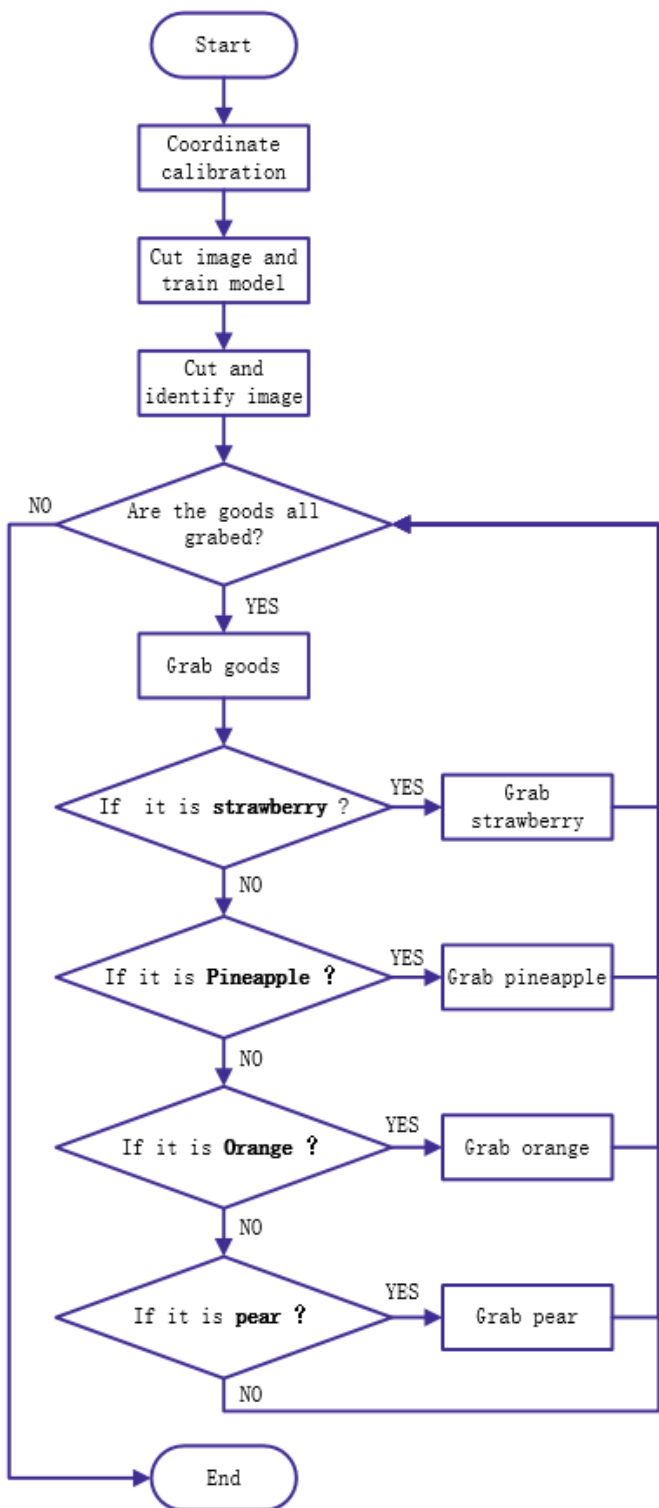 Start
Coordinate
calibration
Cut image and
train model
Cut and
identify image
NO
Are the goods all
grabed?
YES
Grab goods
If it is strawberry ?
YES
Grab
strawberry
NO
If it is Pineapple ?
YES
Grab pineapple
NO
If it is Orange ?
YES
Grab orange
NO
If it is pear ?
YES
Grab pear
NO
End